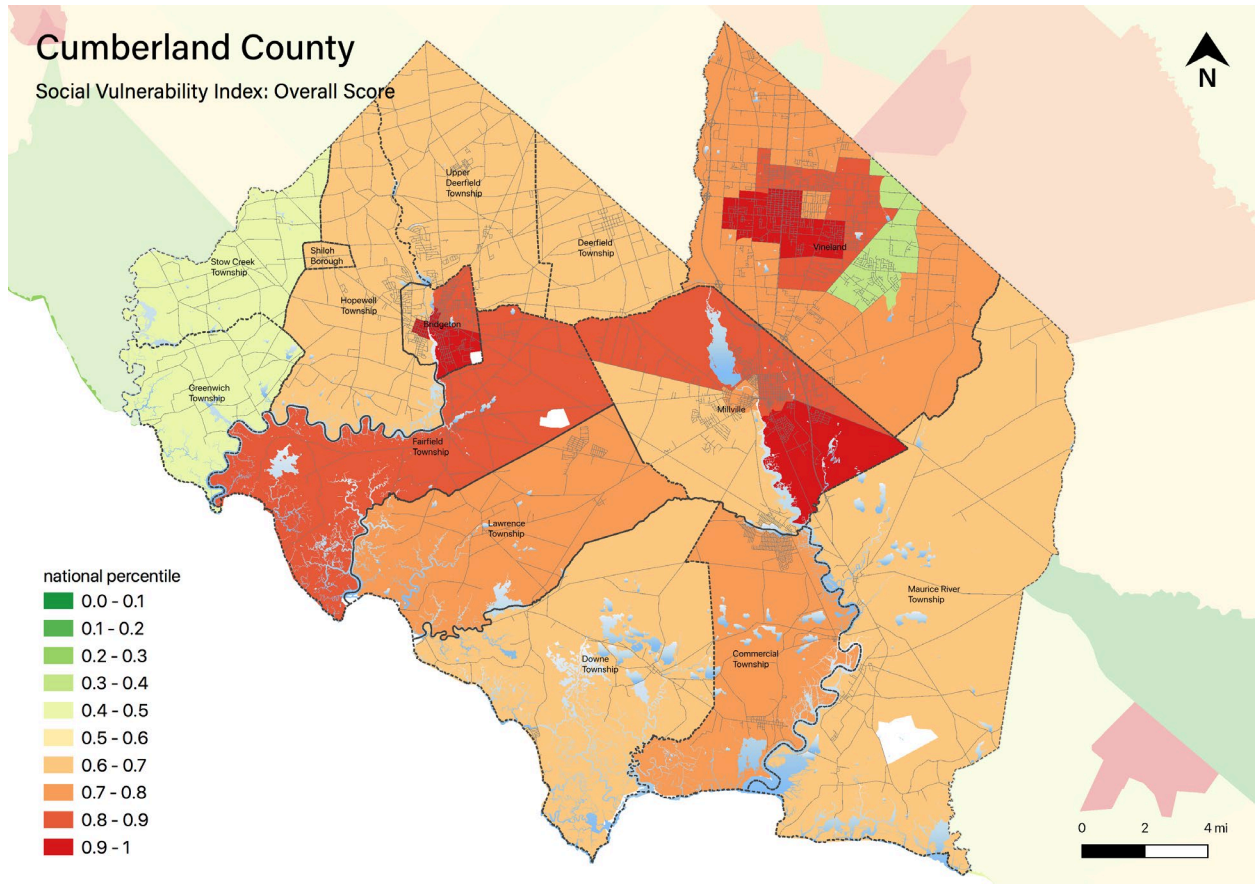 Cumberland County
Social Vulnerability Index: Overall Score
N
Upper
Deerfield
Township
Deerfield
Township
Vineland
Shiloh
Borough
Stow Creek
Township
Hopewell
Township
Bridgeton
Greenwich
Township
Millville
Fairfield
Township
Lawrence
Township
Maurice River
Township
Downe
Township
Commercial
Township
national percentile
0.0 - 0.1
0.1 - 0.2
0.2 - 0.3
0.3 - 0.4
0.4 - 0.5
0.5 - 0.6
0.6 - 0.7
0.7 - 0.8
0.8 - 0.9
0.9 - 1
0 2 4 mi